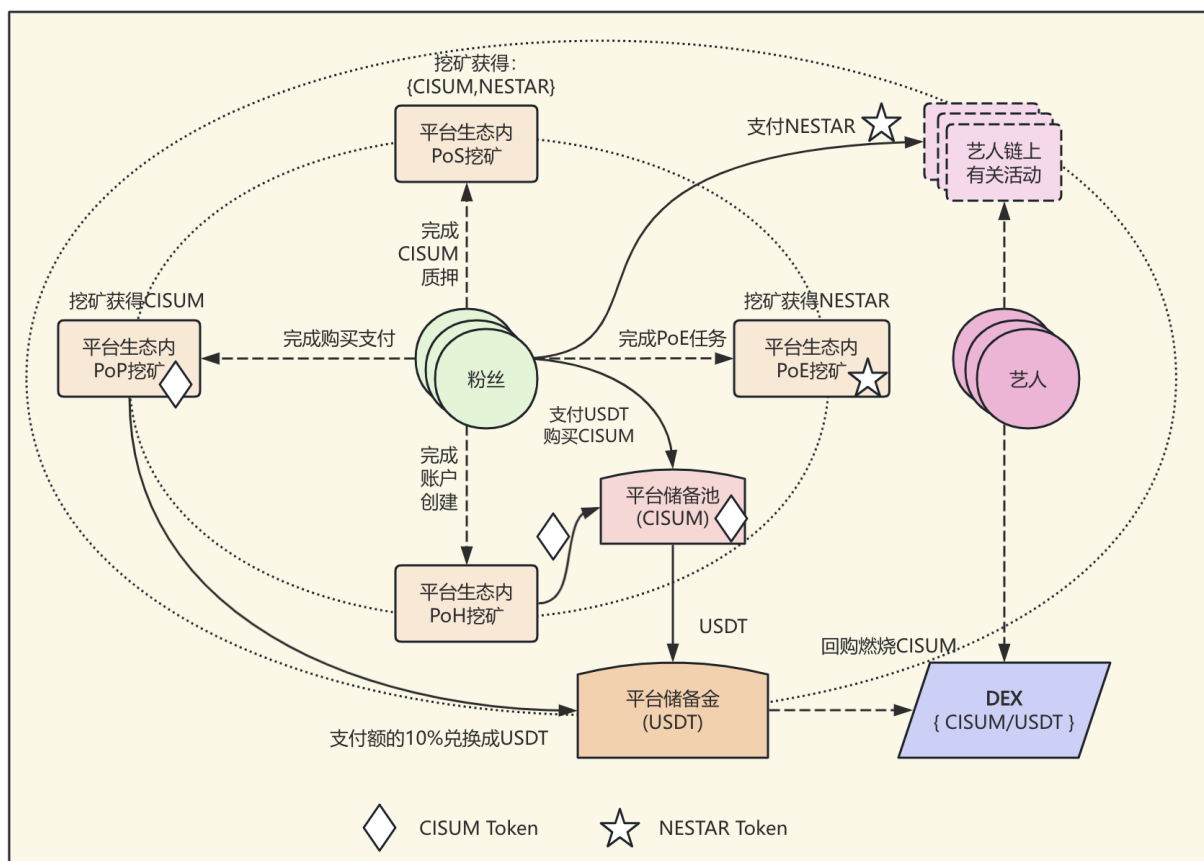 挖矿获得：
{CISUM,NESTAR}
平台生态内
PoS挖矿
支付NESTAR
艺人链上
有关活动
完成
CISUM
质押
挖矿获得CISUM
平台生态内
PoP挖矿
完成购买支付
粉丝
完成PoE任务
挖矿获得NESTAR
平台生态内
PoE挖矿
艺人
支付USDT
购买CISUM
完成
账户
创建
平台储备池
(CISUM)
平台生态内
PoH挖矿
USDT
回购燃烧CISUM
平台储备金
(USDT)
DEX
{ CISUM/USDT }
支付额的10%兑换成USDT
CISUM Token
NESTAR Token